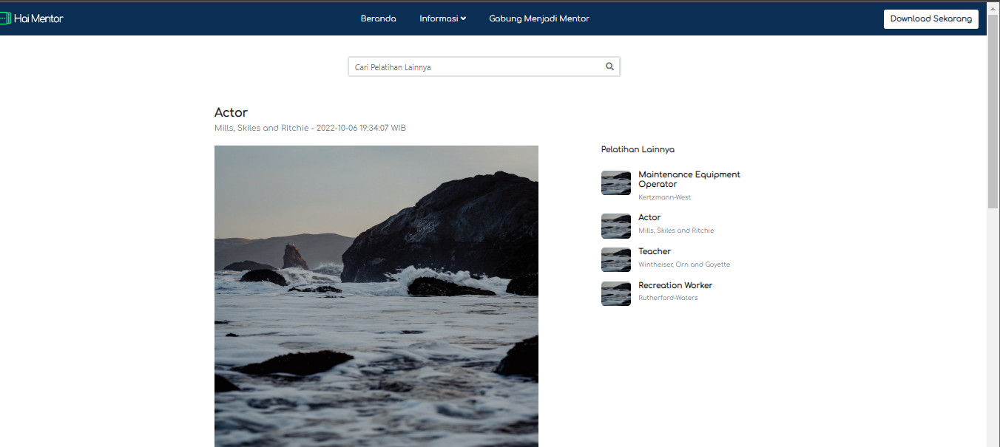 Hai Mentor
Beranda
Informasi
Gabung Menjadi Mentor
Download Sekarang
Cari Pelatihan Lainnya
Actor
Mills, Skiles and Ritchie - 2022-10-06 19:34:07 WIB
Pelatihan Lainnya
Maintenance Equipment
Operator
Kertzmann-West
Actor
Mills, Skiles and Ritchie
Teacher
Wintheiser, Orn and Goyette
Recreation Worker
Rutherford-Waters